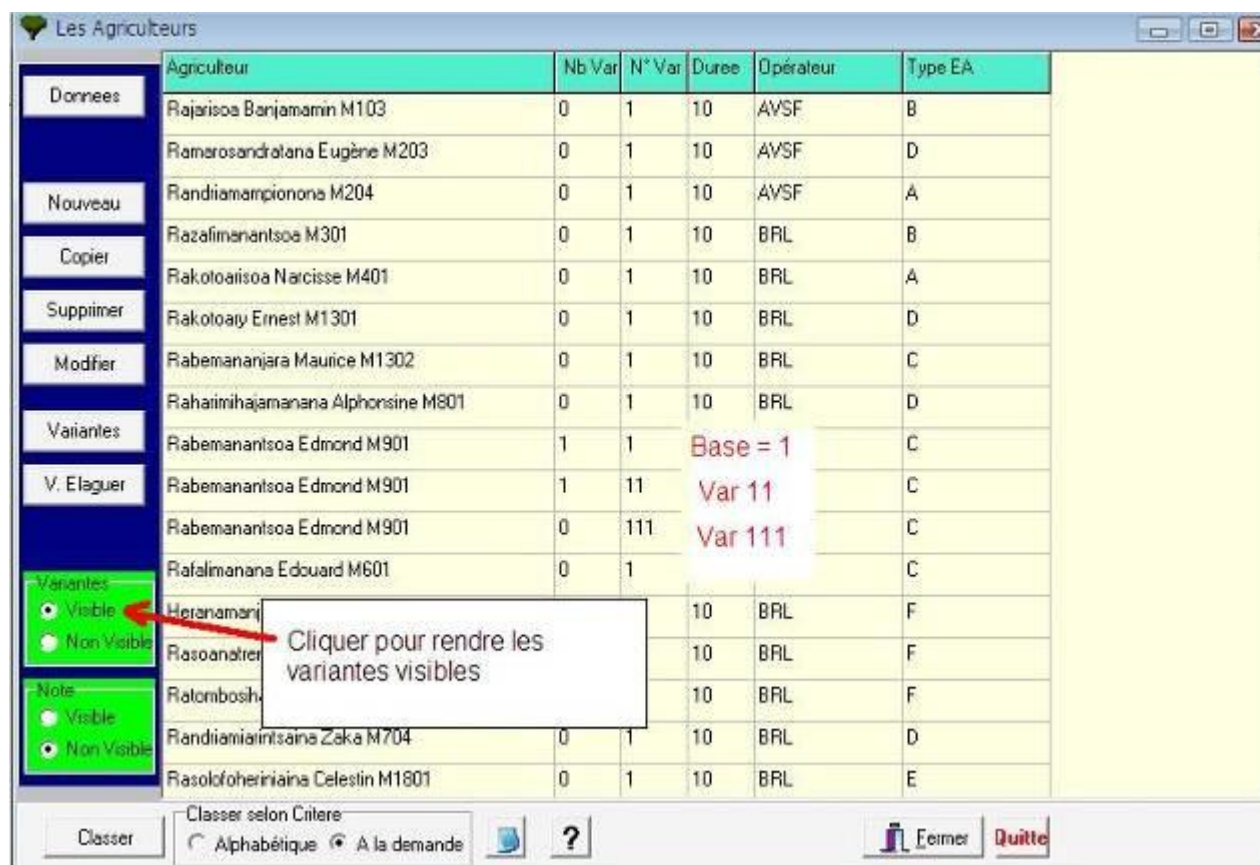 Les Agriculteurs
Donnees
Nouveau
Copier
Supprimer
Modifier
Variantes
V. Elaguer
Variantes
Visible
Non Visible
Note
Visible
Non Visible
Agriculteur Nb Var N° Var Duree Opérateur Type EA
Rajarisoa Banjamamin M103 0 1 10 AVSF B
Ramarosandratana Eugène M203 0 1 10 AVSF D
Randriamampionona M204 0 1 10 AVSF A
Razafimanantsoa M301 0 1 10 BRL B
Rakotoarisoa Narcisse M401 0 1 10 BRL A
Rakotoary Ernest M1301 0 1 10 BRL D
Rabemananjara Maurice M1302 0 1 10 BRL C
Raharimihajamanana Alphonsine M801 0 1 10 BRL D
Rabemanantsoa Edmond M901 1 1 Base = 1 C
Rabemanantsoa Edmond M901 1 11 Var 11 C
Rabemanantsoa Edmond M901 0 111 Var 111 C
Rafalimanana Edouard M601 0 1 C
10 BRL F
Cliquer pour rendre les
variantes visibles
10 BRL F
10 BRL F
Randriamiarintsaina Zaka M704 0 1 10 BRL D
Rasolofoheriniaina Celestin M1801 0 1 10 BRL E
Classer
Classer selon Critere
Alphabétique A la demande
?
Fermer
Quitte